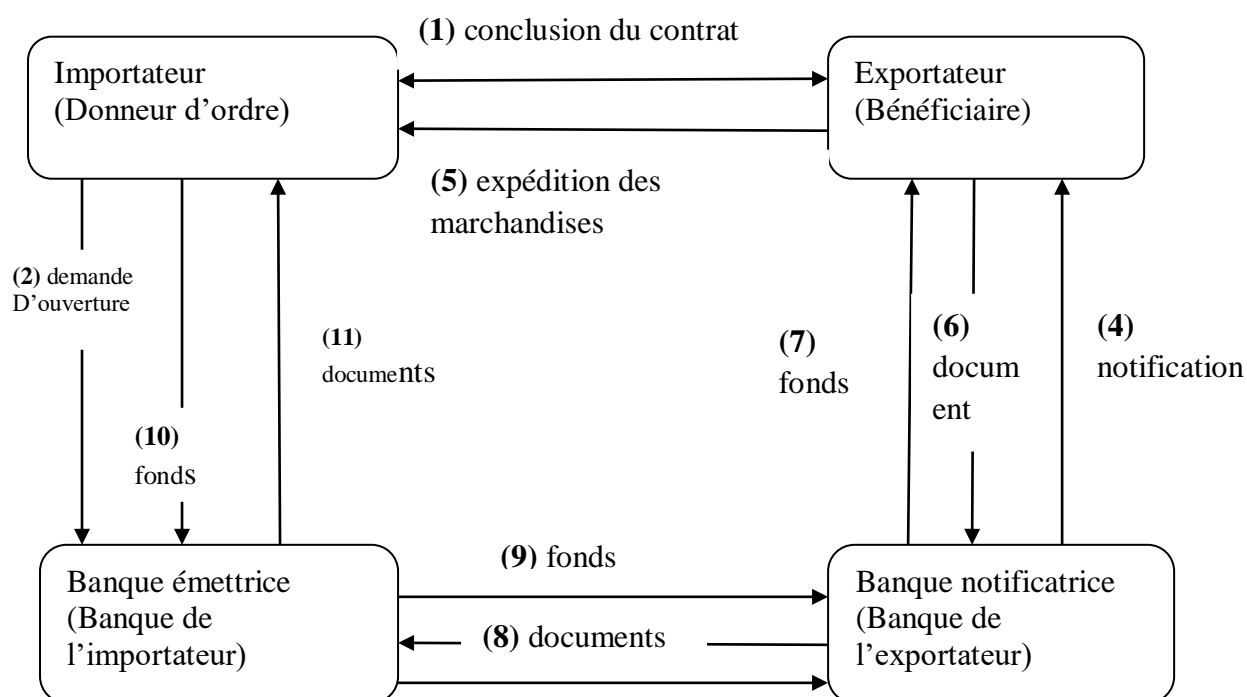 (1) conclusion du contrat
Importateur
(Donneur d'ordre)
Exportateur
(Bénéficiaire)
(5) expédition des
marchandises
(2) demande
D'ouverture
(10)
fonds
(11)
documents
(7)
fonds
(6)
docum
ent
(4)
notification
Banque émettrice
(Banque de
l'importateur)
(9) fonds
(8) documents
Banque notificatrice
(Banque de
l'exportateur)